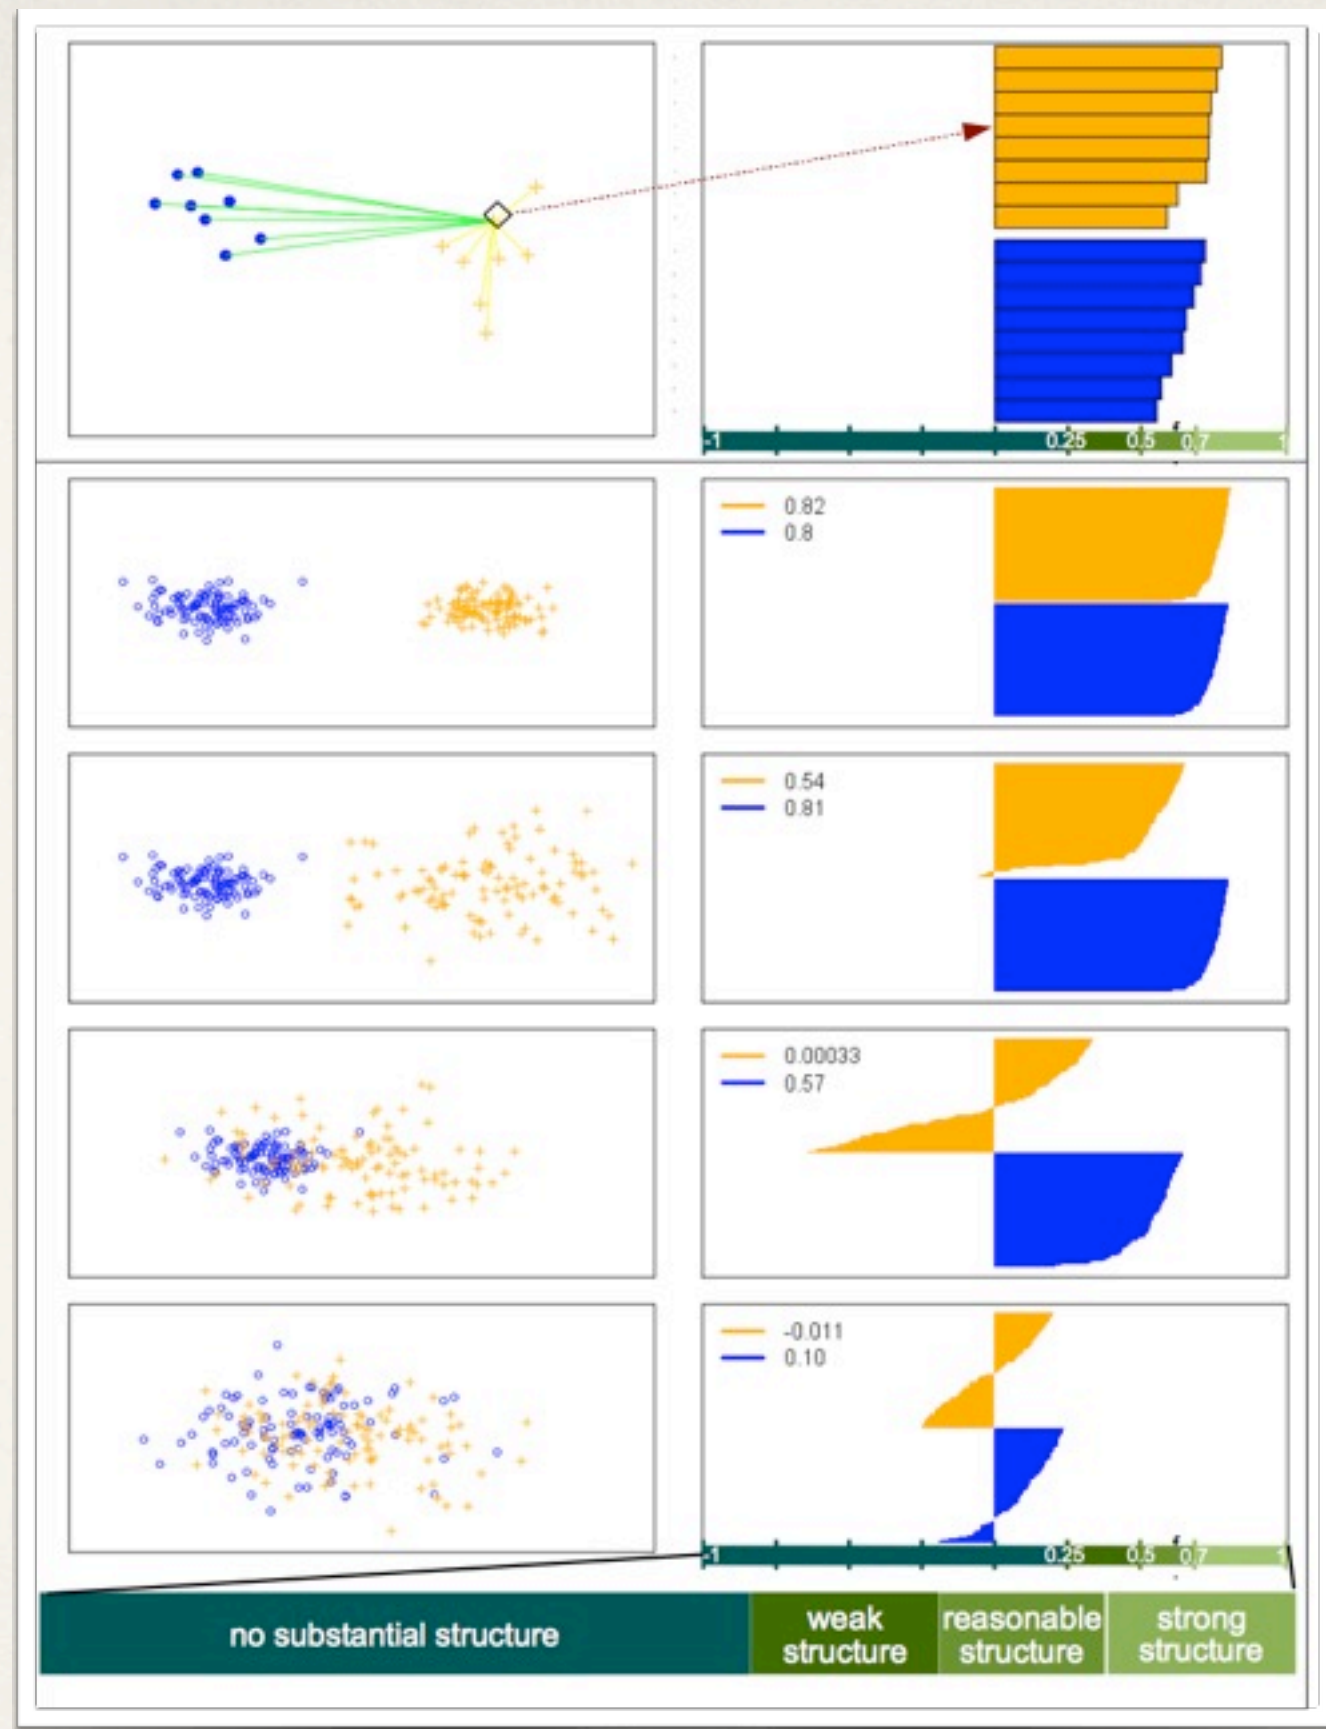 -1 0.25 0.5 0.7 1
0.82
0.8
0.54
0.81
0.00033
0.57
-0.011
0.10
-1 0.25 0.5 0.7 1
no substantial structure
weak
structure
reasonable
structure
strong
structure